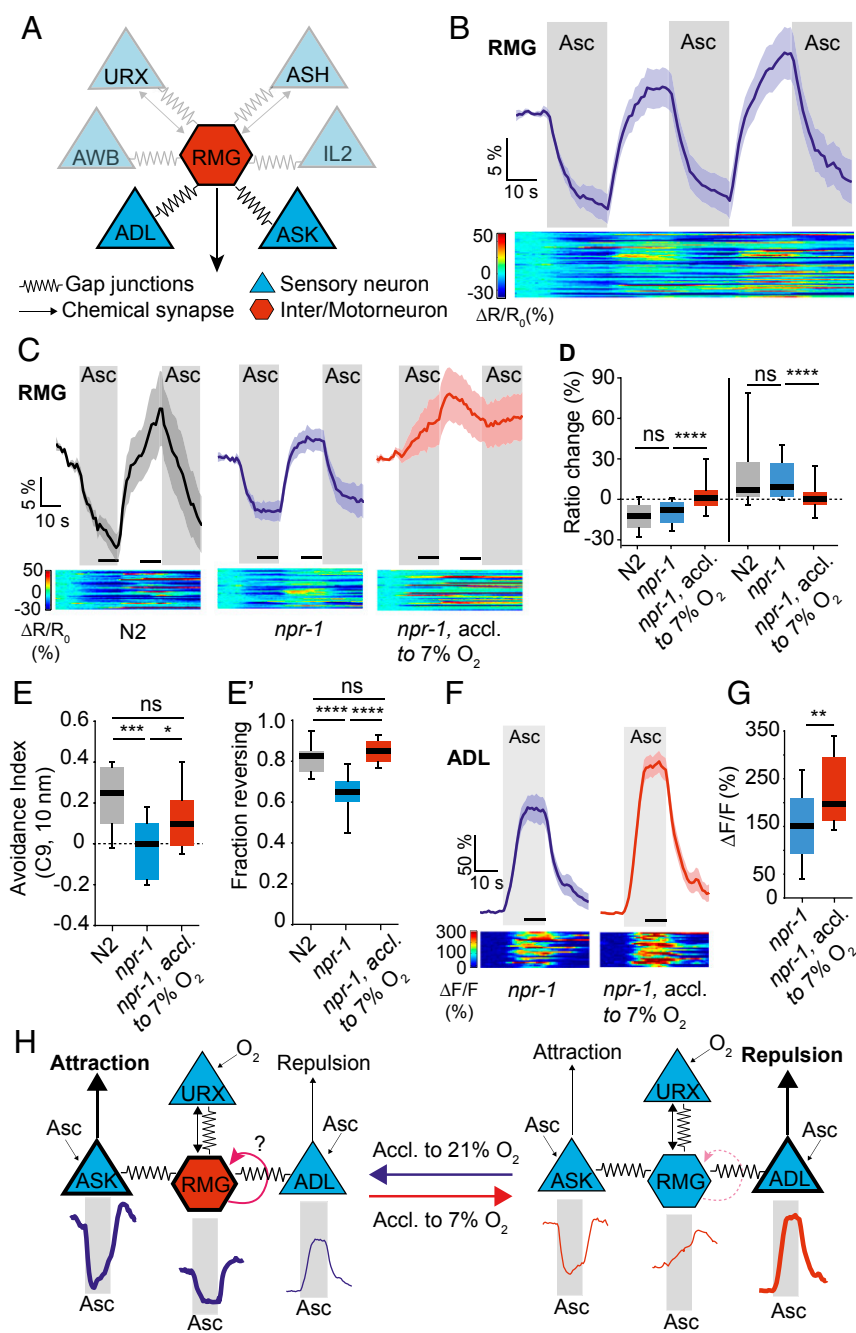 A
URX
ASH
AWB
RMG
IL2
ADL
ASK
Gap junctions
Sensory neuron
Chemical synapse
Inter/Motorneuron
B
RMG
Asc
Asc
Asc
5 %
10 s
50
0
-30
ΔR/R0(%)
C
RMG
Asc
Asc
Asc
Asc
Asc
Asc
5 %
10 s
50
0
-30
ΔR/R0
(%)
N2
npr-1
npr-1, accl.
to 7% O2
D
Ratio change (%)
90
60
30
0
-30
ns
****
ns
****
N2
npr-1
npr-1, accl.
to 7% O2
N2
npr-1
npr-1, accl.
to 7% O2
E
Avoidance Index
(C9, 10 nm)
0.6
0.4
0.2
0
-0.2
-0.4
ns
***
*
N2
npr-1
npr-1, accl.
to 7% O2
E'
Fraction reversing
1.0
0.8
0.6
0.4
0.2
0
ns
****
****
N2
npr-1
npr-1, accl.
to 7% O2
F
ADL
Asc
Asc
50 %
10 s
300
200
100
0
ΔF/F
(%)
npr-1
npr-1, accl.
to 7% O2
G
ΔF/F (%)
350
250
150
50
0
**
npr-1
npr-1, accl.
to 7% O2
H
Attraction
O2
Repulsion
URX
Asc
?
Asc
ASK
RMG
ADL
Asc
Asc
Asc
Accl. to 21% O2
Accl. to 7% O2
Attraction
O2
Repulsion
URX
Asc
Asc
ASK
RMG
ADL
Asc
Asc
Asc